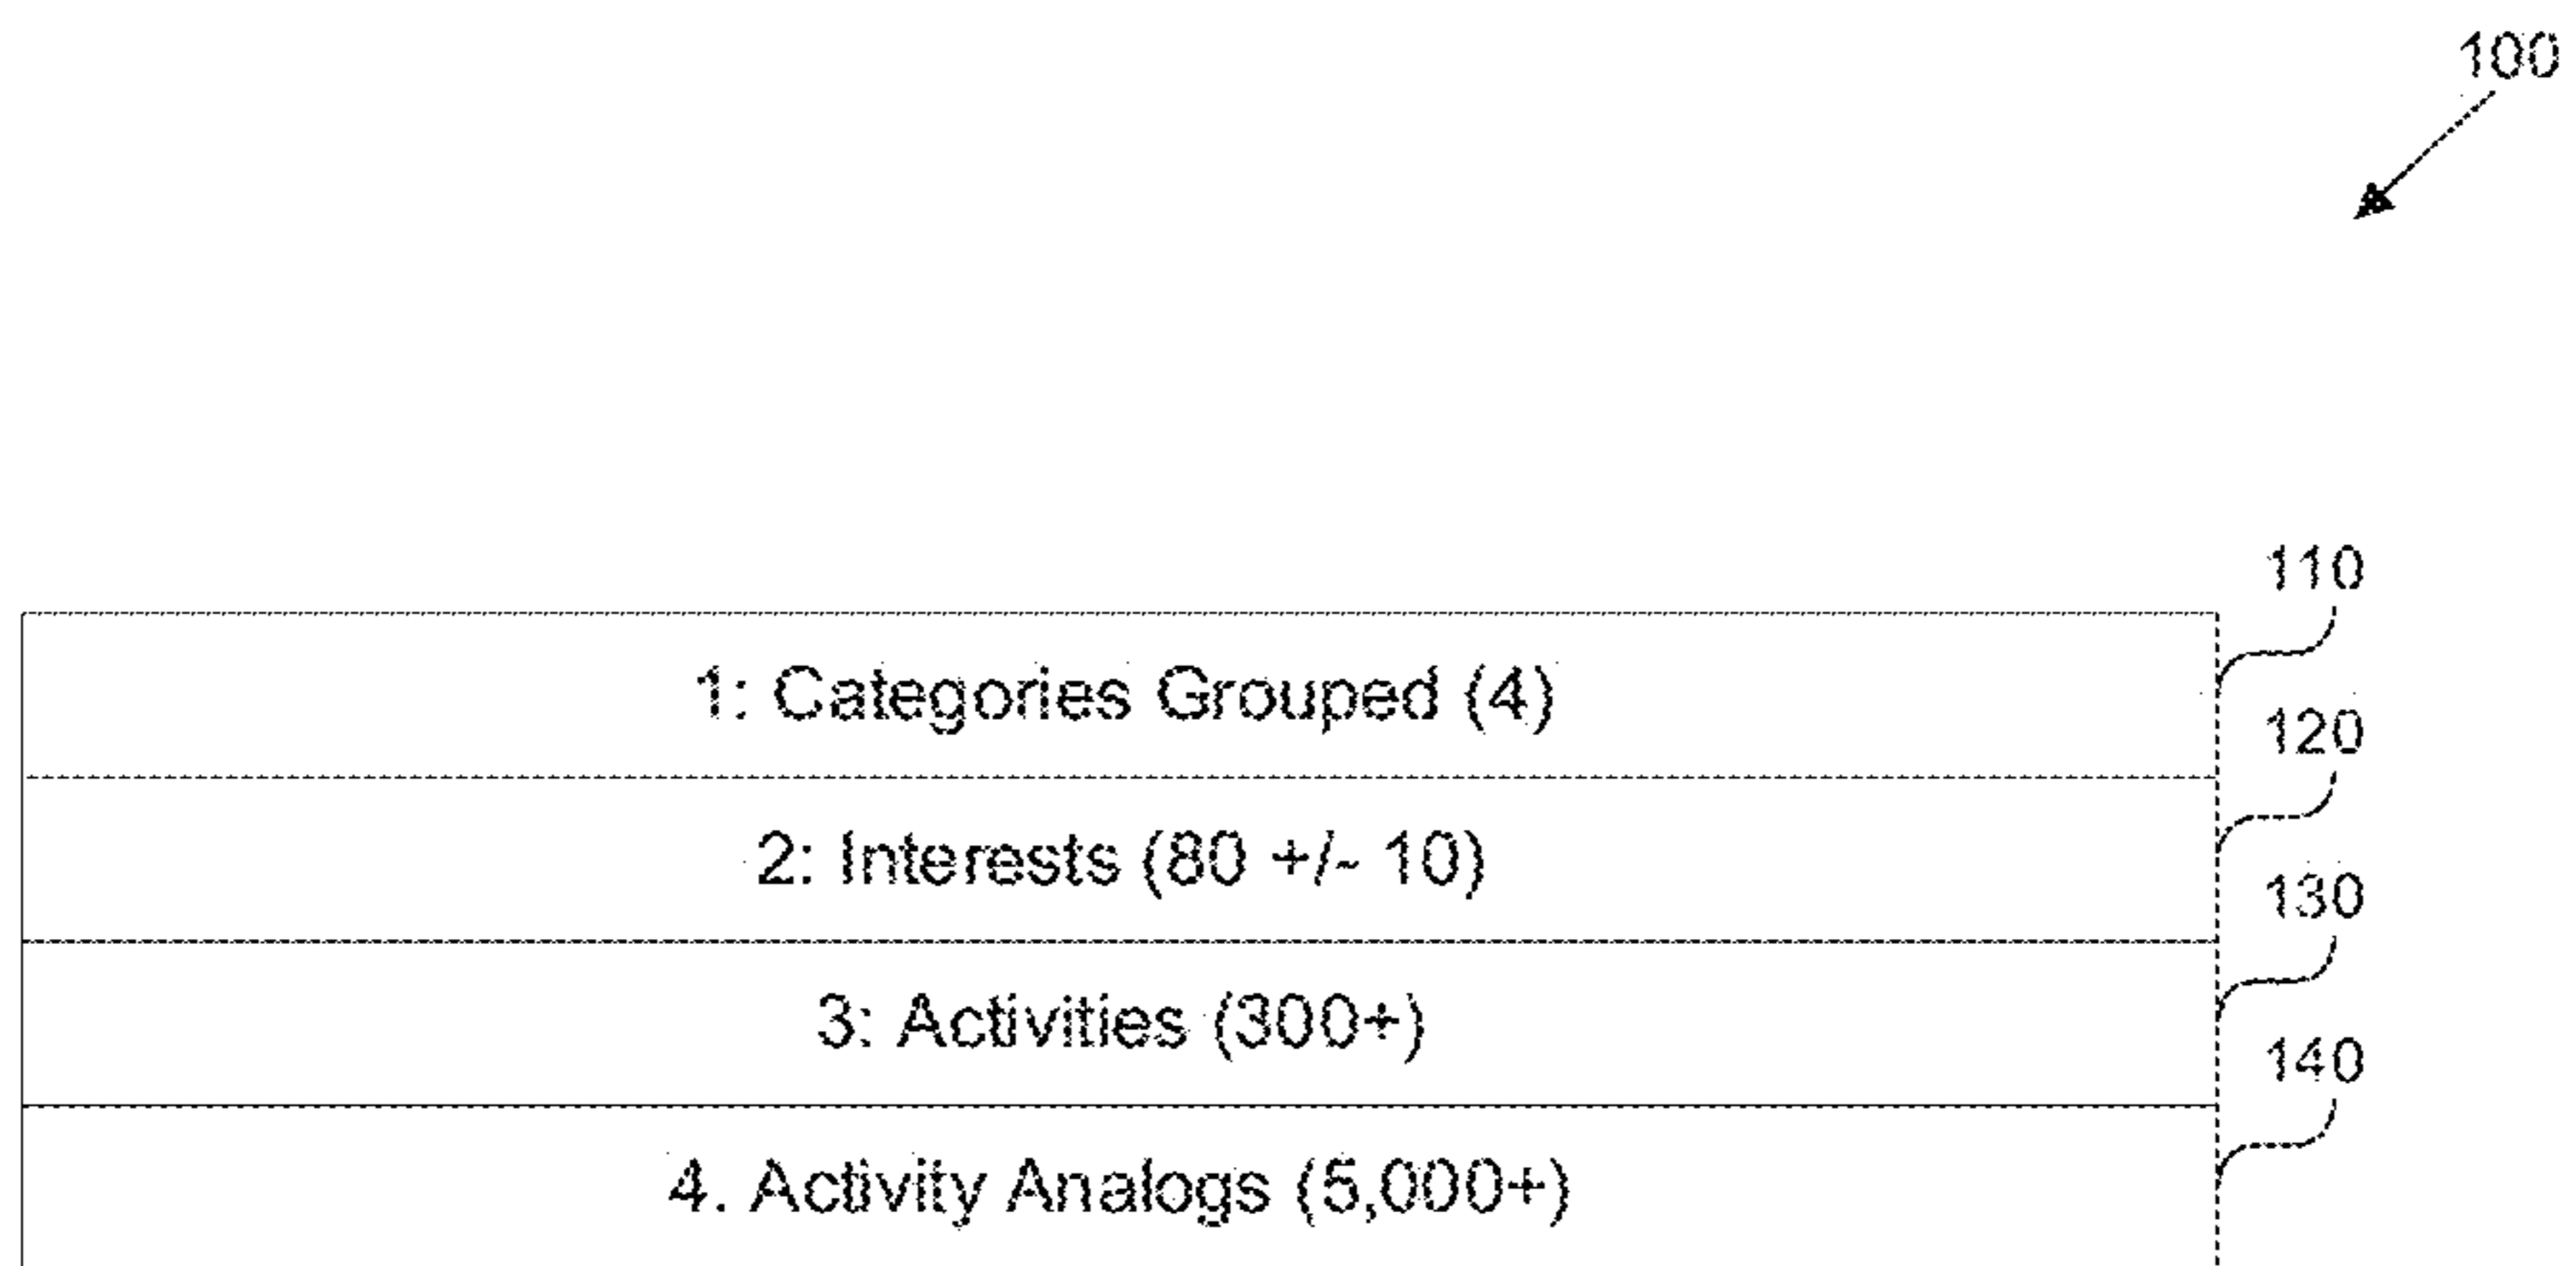 100
110
1: Categories Grouped (4)
120
2: Interests (80 +/- 10)
130
3: Activities (300+)
140
4. Activity Analogs (5,000+)